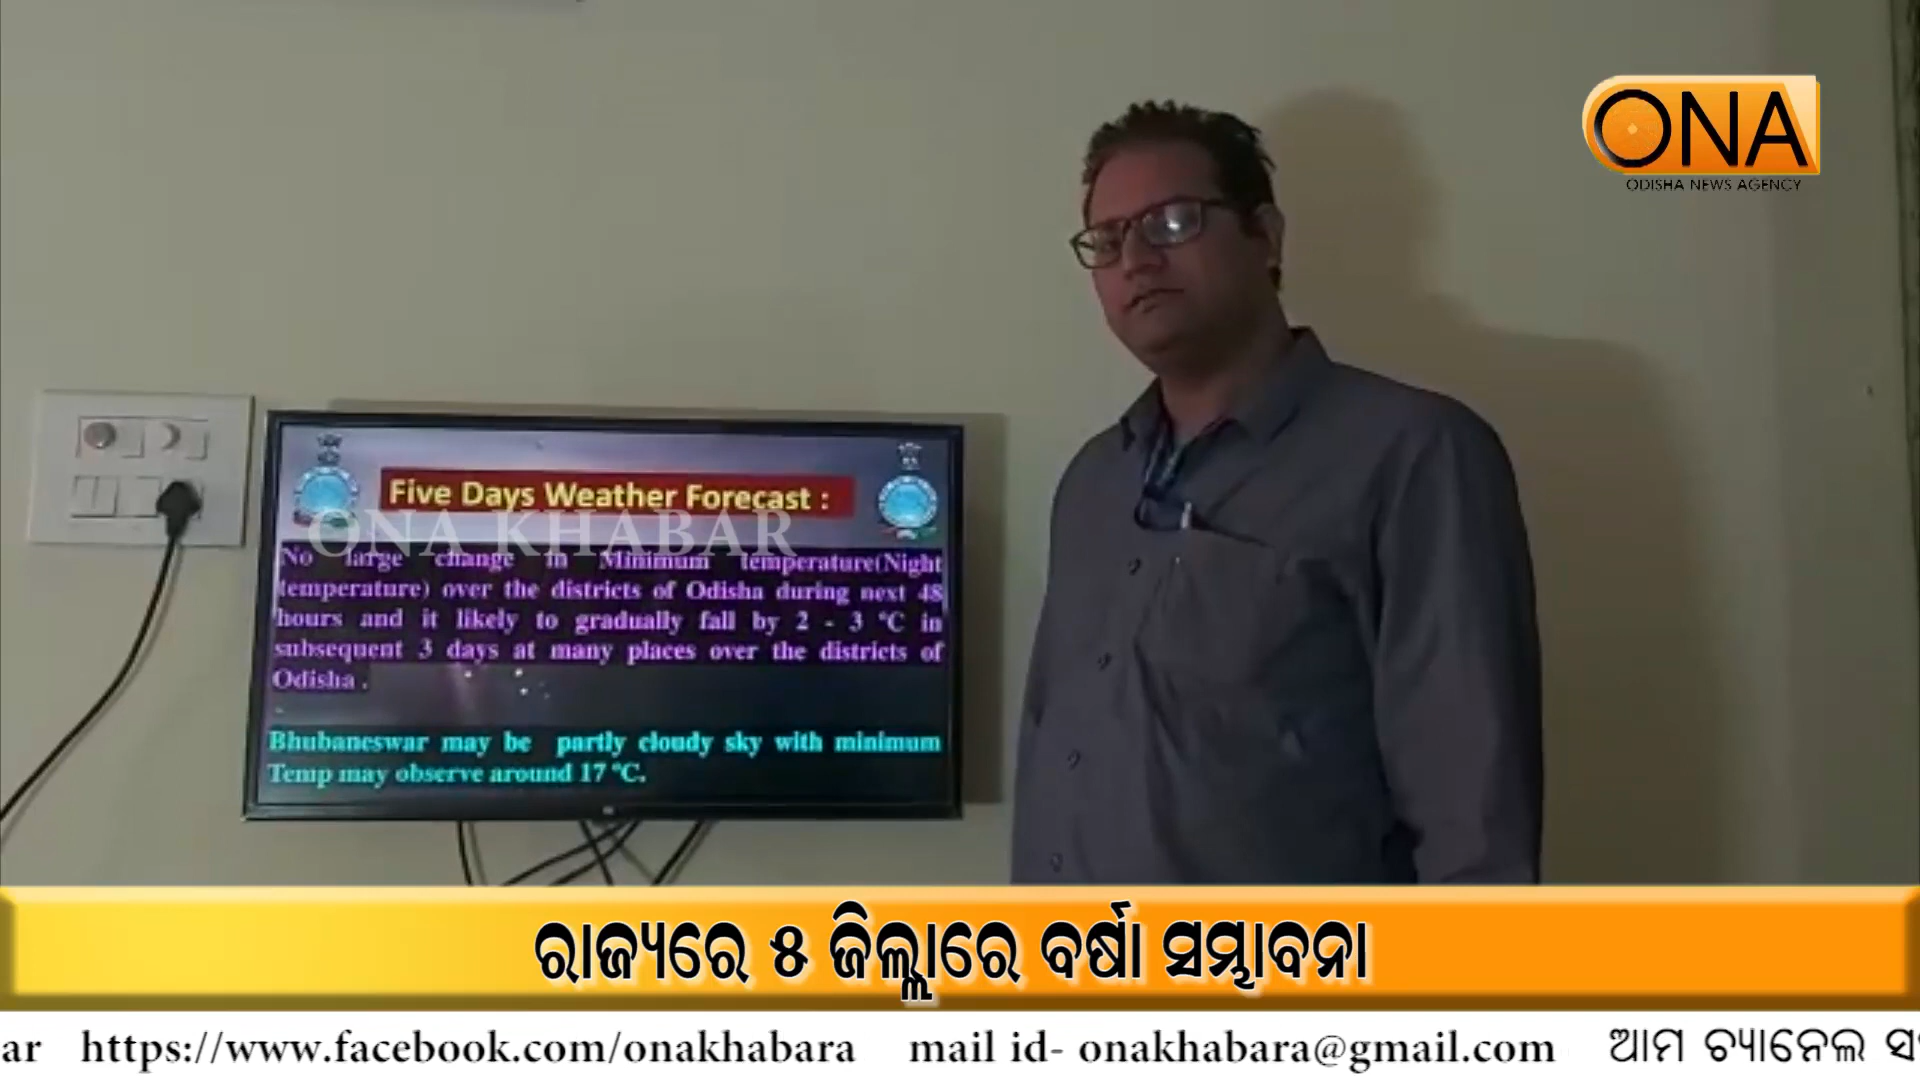 ONA
ODISHA NEWS AGENCY
Five Days Weather Forecast :
ONA KHABAR
No large change in Minimum temperature(Night
temperature) over the districts of Odisha during next 48
hours and it likely to gradually fall by 2 - 3 °C in
subsequent 3 days at many places over the districts of
Odisha .
Bhubaneswar may be partly cloudy sky with minimum
Temp may observe around 17 °C.
ରାଜ୍ୟରେ ୫ ଜିଲ୍ଲାରେ ବର୍ଷା ସମ୍ଭାବନା
ar https://www.facebook.com/onakhabara mail id- onakhabara@gmail.com ଆମ ଚ୍ୟାନେଲ